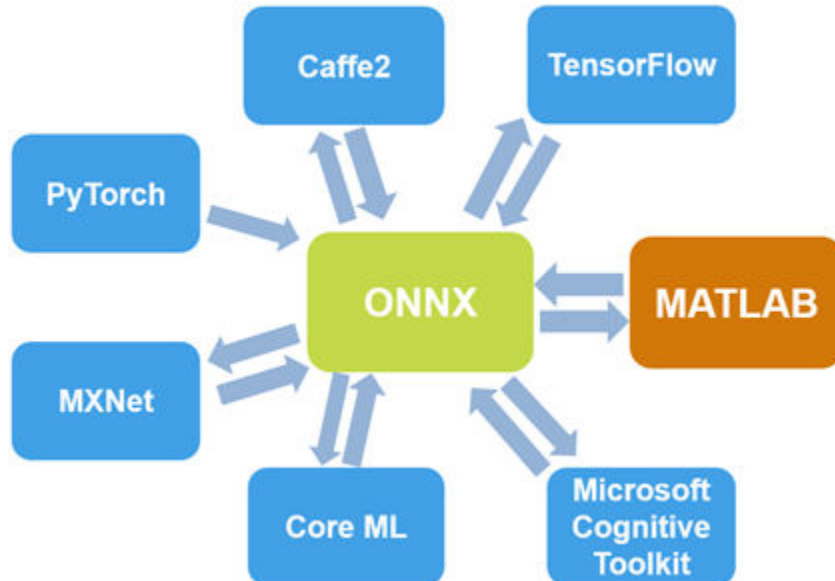 Caffe2
TensorFlow
PyTorch
ONNX
MATLAB
MXNet
Core ML
Microsoft
Cognitive
Toolkit